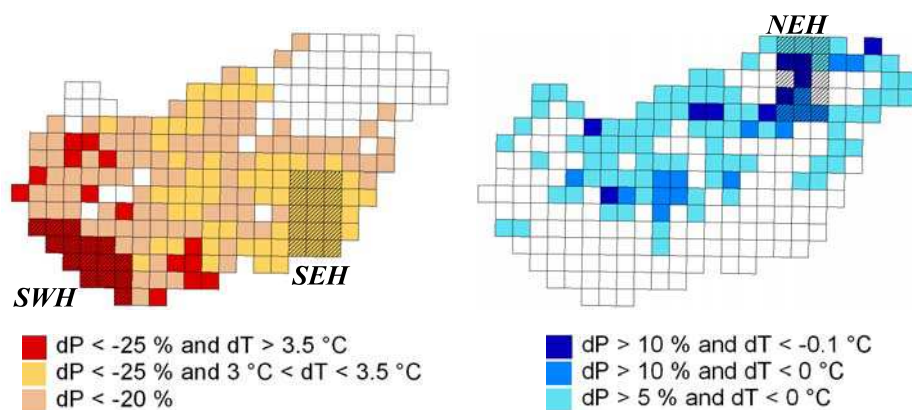 NEH
SEH
SWH
dP < -25 % and dT > 3.5 °C
dP < -25 % and 3 °C < dT < 3.5 °C
dP < -20 %
dP > 10 % and dT < -0.1 °C
dP > 10 % and dT < 0 °C
dP > 5 % and dT < 0 °C